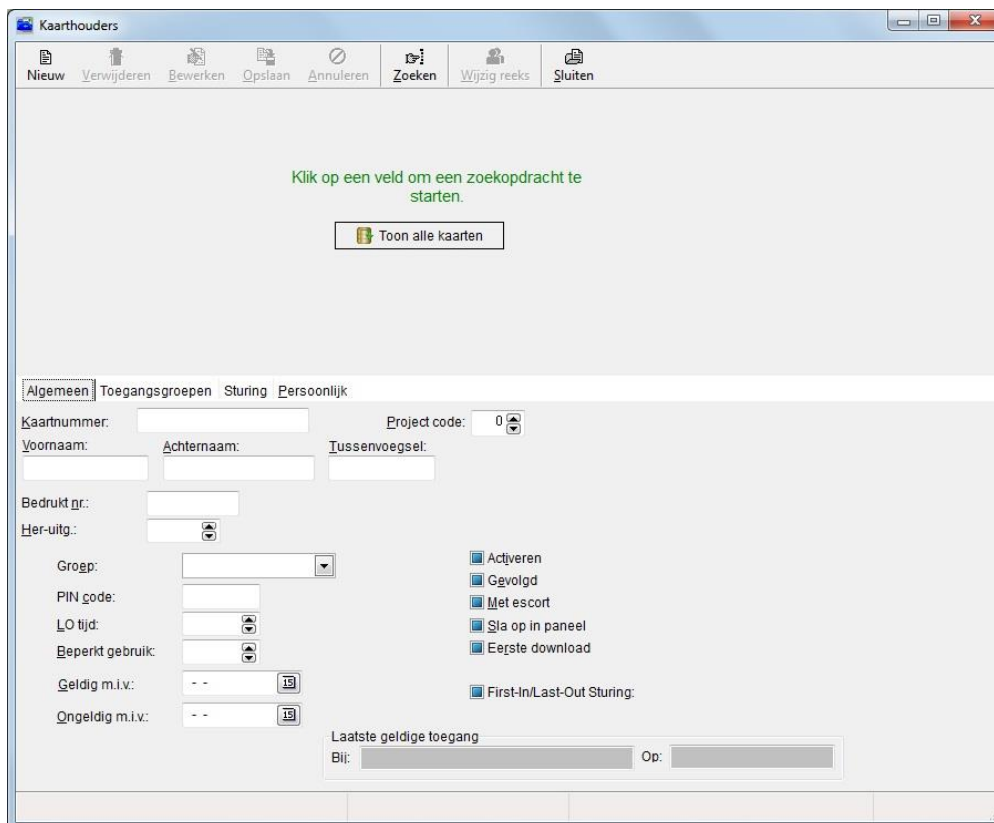 Kaarthouders
Nieuw Verwijderen Bewerken Opslaan Annuleren Zoeken Wijzig reeks Sluiten
Klik op een veld om een zoekopdracht te
starten.
Toon alle kaarten
Algemeen Toegangsgroepen Sturing Persoonlijk
Kaartnummer: Project code: 0
Voornaam: Achternaam: Tussenvoegsel:
Bedrukt nr.:
Her-uitg.:
Groep: Activeren
Gevolgd
PIN code: Met escort
LO tijd: Sla op in paneel
Beperkt gebruik: Eerste download
Geldig m.i.v.: - - 15
First-In/Last-Out Sturing:
Ongeldig m.i.v.: - - 15
Laatste geldige toegang
Bij: Op: